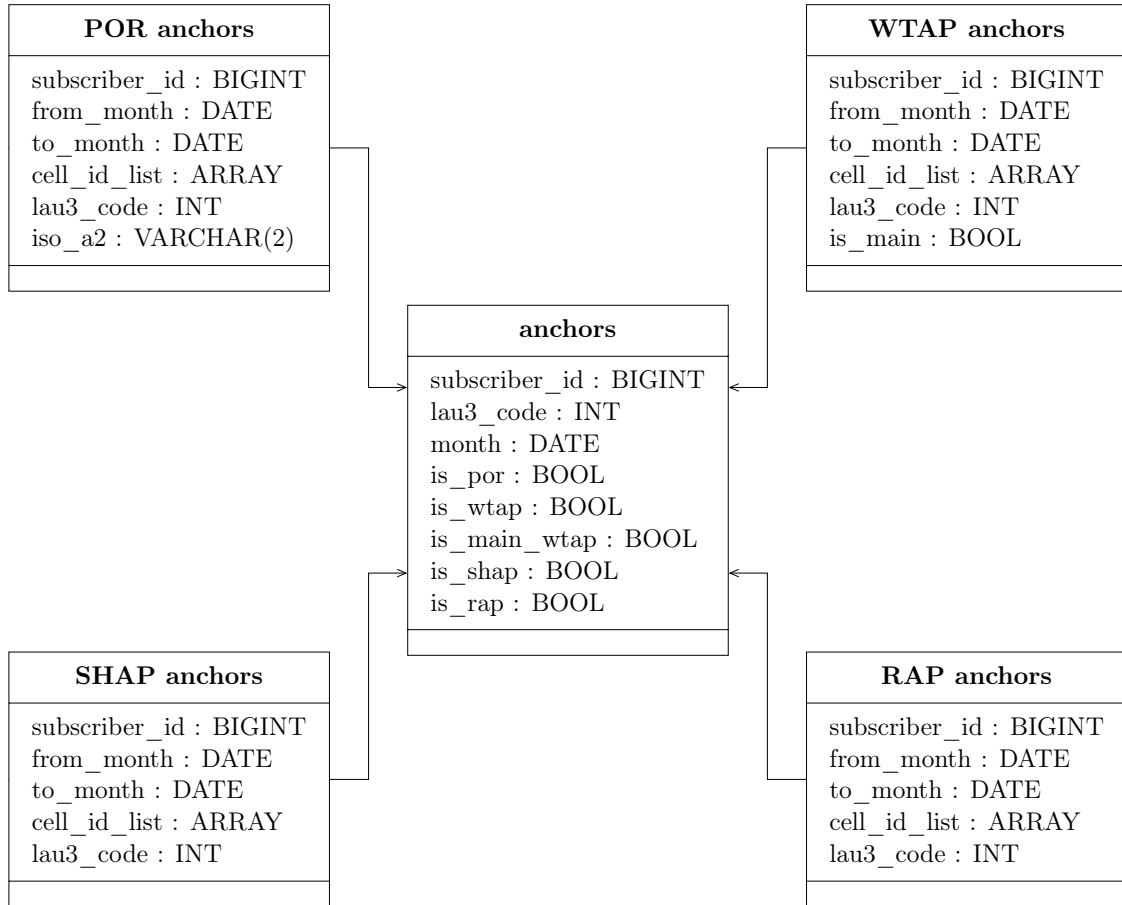 POR anchors
subscriber_id : BIGINT
from_month : DATE
to_month : DATE
cell_id_list : ARRAY
lau3_code : INT
iso_a2 : VARCHAR(2)
WTAP anchors
subscriber_id : BIGINT
from_month : DATE
to_month : DATE
cell_id_list : ARRAY
lau3_code : INT
is_main : BOOL
anchors
subscriber_id : BIGINT
lau3_code : INT
month : DATE
is_por : BOOL
is_wtap : BOOL
is_main_wtap : BOOL
is_shap : BOOL
is_rap : BOOL
SHAP anchors
subscriber_id : BIGINT
from_month : DATE
to_month : DATE
cell_id_list : ARRAY
lau3_code : INT
RAP anchors
subscriber_id : BIGINT
from_month : DATE
to_month : DATE
cell_id_list : ARRAY
lau3_code : INT